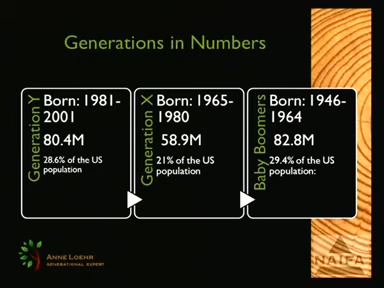 Generations in Numbers
Generation Y
Born: 1981-
2001
80.4M
28.6% of the US
population
Generation X
Born: 1965-
1980
58.9M
21% of the US
population
Baby Boomers
Born: 1946-
1964
82.8M
29.4% of the US
population:
ANNE LOEHR
GENERATIONAL EXPERT
NAIFA